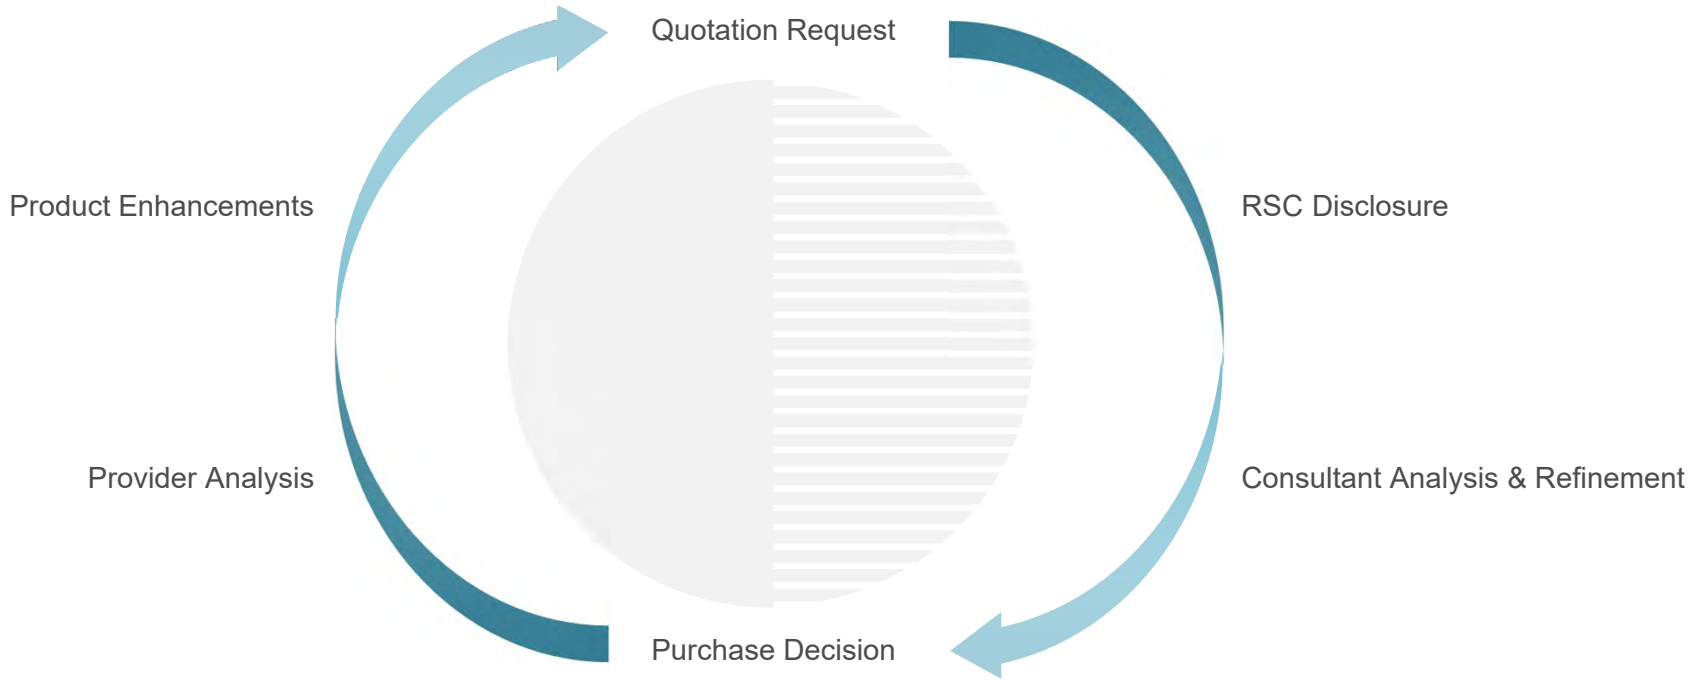 Quotation Request
Product Enhancements
RSC Disclosure
Provider Analysis
Consultant Analysis & Refinement
Purchase Decision